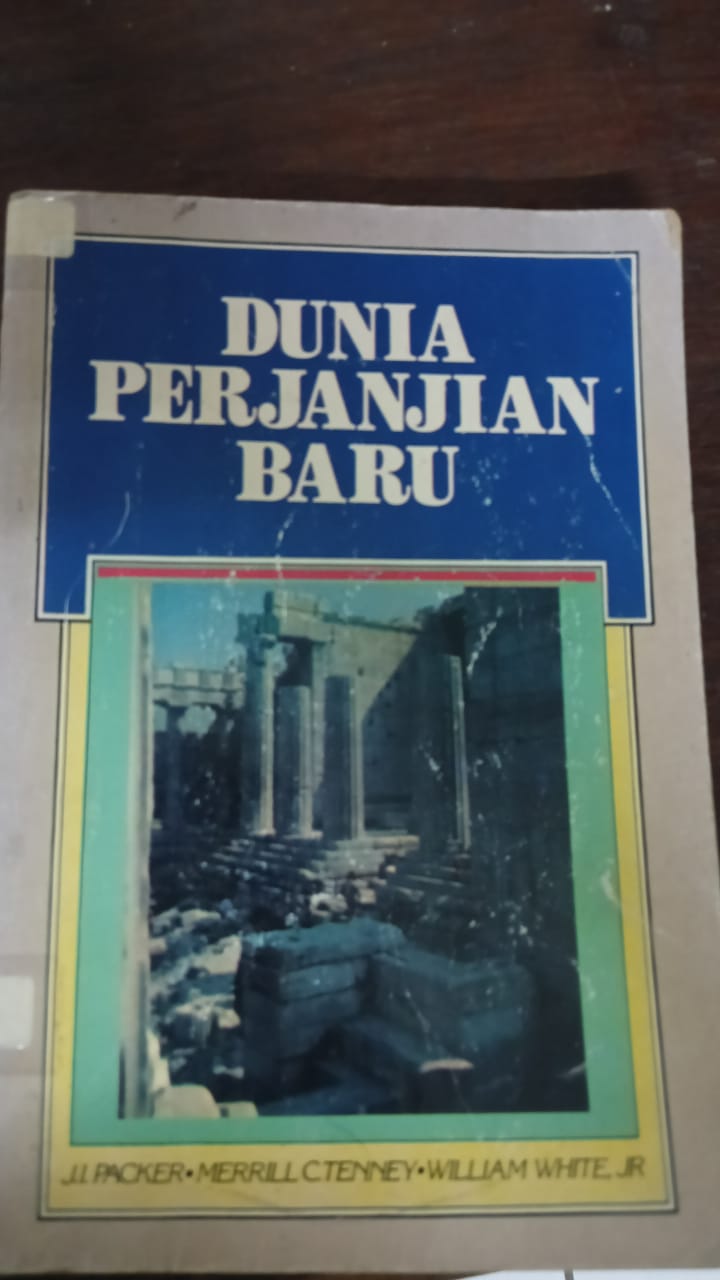 DUNIA
PERJANJIAN
BARU
J.I. PACKER•MERRILL C.TENNEY•WILLIAM WHITE, JR